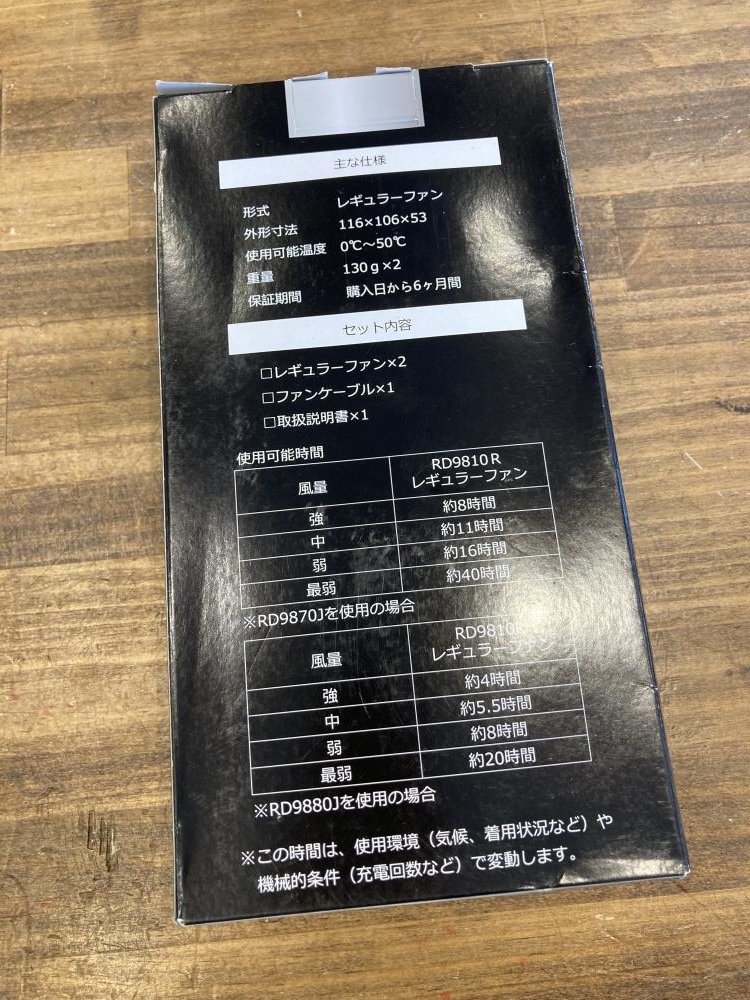 主な仕様
形式 レギュラーファン
外形寸法 116×106×53
使用可能温度 0℃～50℃
重量 130ｇ×2
保証期間 購入日から6ヶ月間
セット内容
□レギュラーファン×2
□ファンケーブル×1
□取扱説明書×1
使用可能時間
風量 RD9810Ｒ
レギュラーファン
強 約8時間
中 約11時間
弱 約16時間
最弱 約40時間
※RD9870Jを使用の場合
風量 RD9810R
レギュラーファン
強 約4時間
中 約5.5時間
弱 約8時間
最弱 約20時間
※RD9880Jを使用の場合
※この時間は、使用環境（気候、着用状況など）や
機械的条件（充電回数など）で変動します。